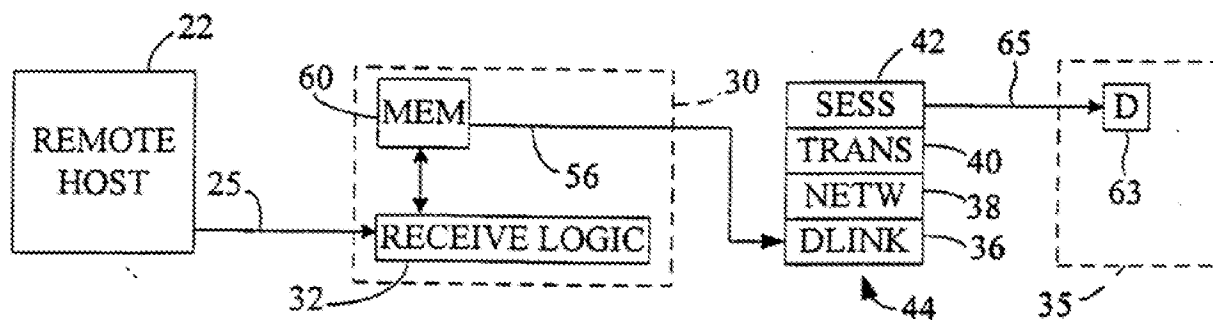 22
REMOTE
HOST
25
60
MEM
30
56
RECEIVE LOGIC
32
42
SESS
TRANS
40
NETW
38
DLINK
36
44
65
D
63
35